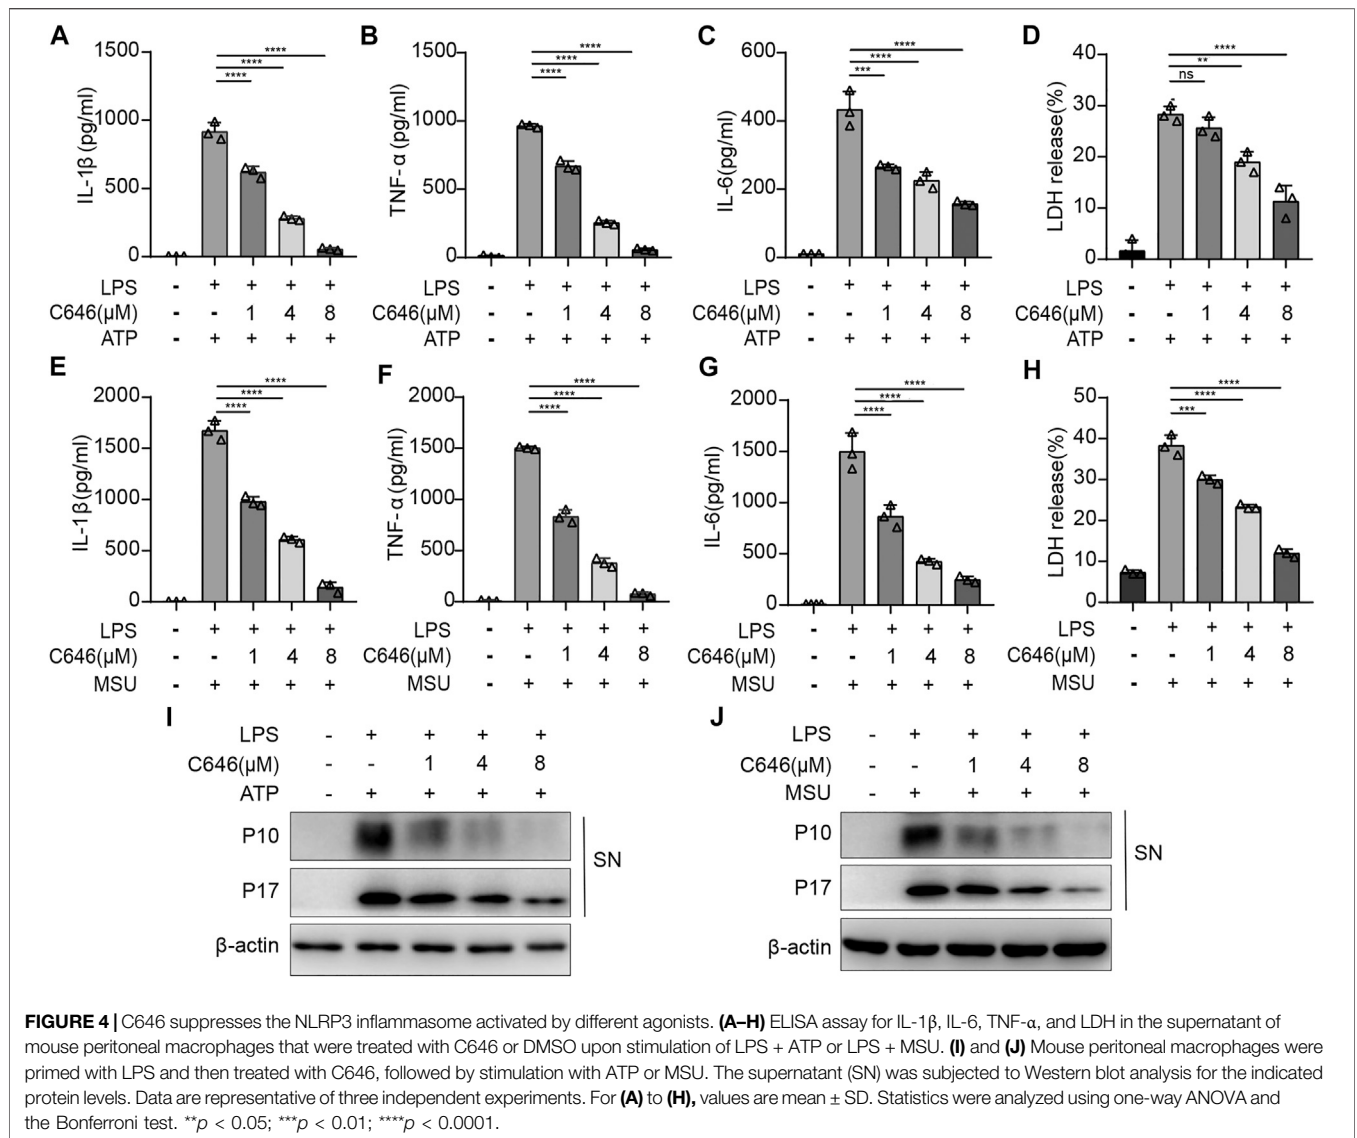 A
IL-1β (pg/ml)
1500
1000
500
0
****
****
****
LPS - + + + +
C646(μM) - - 1 4 8
ATP - + + + +
B
TNF-α (pg/ml)
1500
1000
500
0
****
****
****
LPS - + + + +
C646(μM) - - 1 4 8
ATP - + + + +
C
IL-6(pg/ml)
600
400
200
0
****
****
***
LPS - + + + +
C646(μM) - - 1 4 8
ATP - + + + +
D
LDH release(%)
40
30
20
10
0
****
**
ns
LPS - + + + +
C646(μM) - - 1 4 8
ATP - + + + +
E
IL-1β(pg/ml)
2000
1500
1000
500
0
****
****
****
LPS - + + + +
C646(μM) - - 1 4 8
MSU - + + + +
F
TNF-α(pg/ml)
2000
1500
1000
500
0
****
****
****
LPS - + + + +
C646(μM) - - 1 4 8
MSU - + + + +
G
IL-6(pg/ml)
2000
1500
1000
500
0
****
****
****
LPS - + + + +
C646(μM) - - 1 4 8
MSU - + + + +
H
LDH release(%)
50
40
30
20
10
0
****
****
***
LPS - + + + +
C646(μM) - - 1 4 8
MSU - + + + +
I
LPS - + + + +
C646(μM) - - 1 4 8
ATP - + + + +
P10
P17
SN
β-actin
J
LPS - + + + +
C646(μM) - - 1 4 8
MSU - + + + +
P10
P17
SN
β-actin
FIGURE 4 | C646 suppresses the NLRP3 inflammasome activated by different agonists. (A–H) ELISA assay for IL-1β, IL-6, TNF-α, and LDH in the supernatant of
mouse peritoneal macrophages that were treated with C646 or DMSO upon stimulation of LPS + ATP or LPS + MSU. (I) and (J) Mouse peritoneal macrophages were
primed with LPS and then treated with C646, followed by stimulation with ATP or MSU. The supernatant (SN) was subjected to Western blot analysis for the indicated
protein levels. Data are representative of three independent experiments. For (A) to (H), values are mean ± SD. Statistics were analyzed using one-way ANOVA and
the Bonferroni test. **p < 0.05; ***p < 0.01; ****p < 0.0001.